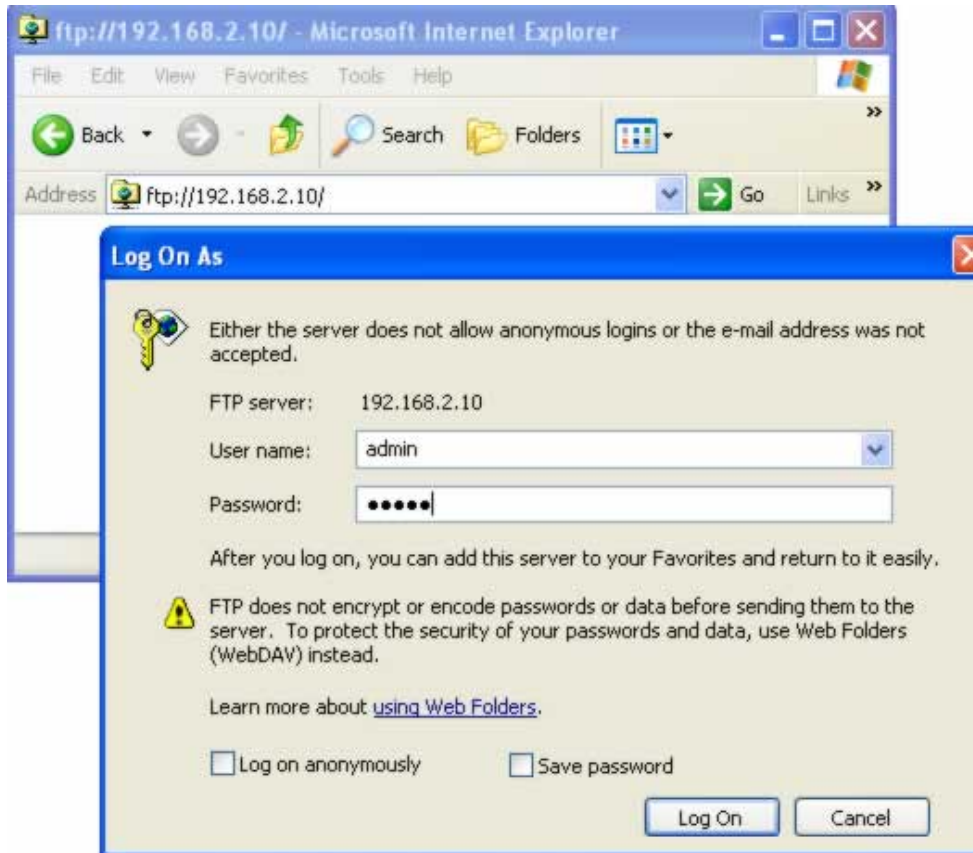 ftp://192.168.2.10/ - Microsoft Internet Explorer
File Edit View Favorites Tools Help
Back Search Folders »
Address ftp://192.168.2.10/ Go Links »
Log On As
Either the server does not allow anonymous logins or the e-mail address was not
accepted.
FTP server: 192.168.2.10
User name: admin
Password: •••••
After you log on, you can add this server to your Favorites and return to it easily.
FTP does not encrypt or encode passwords or data before sending them to the
server. To protect the security of your passwords and data, use Web Folders
(WebDAV) instead.
Learn more about using Web Folders.
Log on anonymously Save password
Log On Cancel